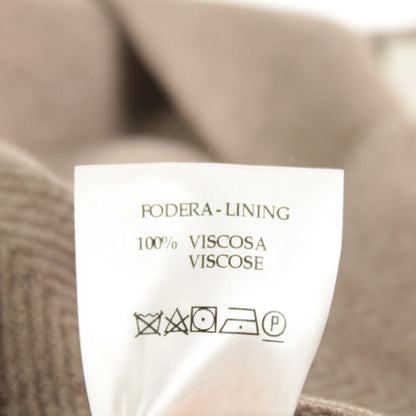 FODERA - LINING
100% VISCOSA
VISCOSE
P